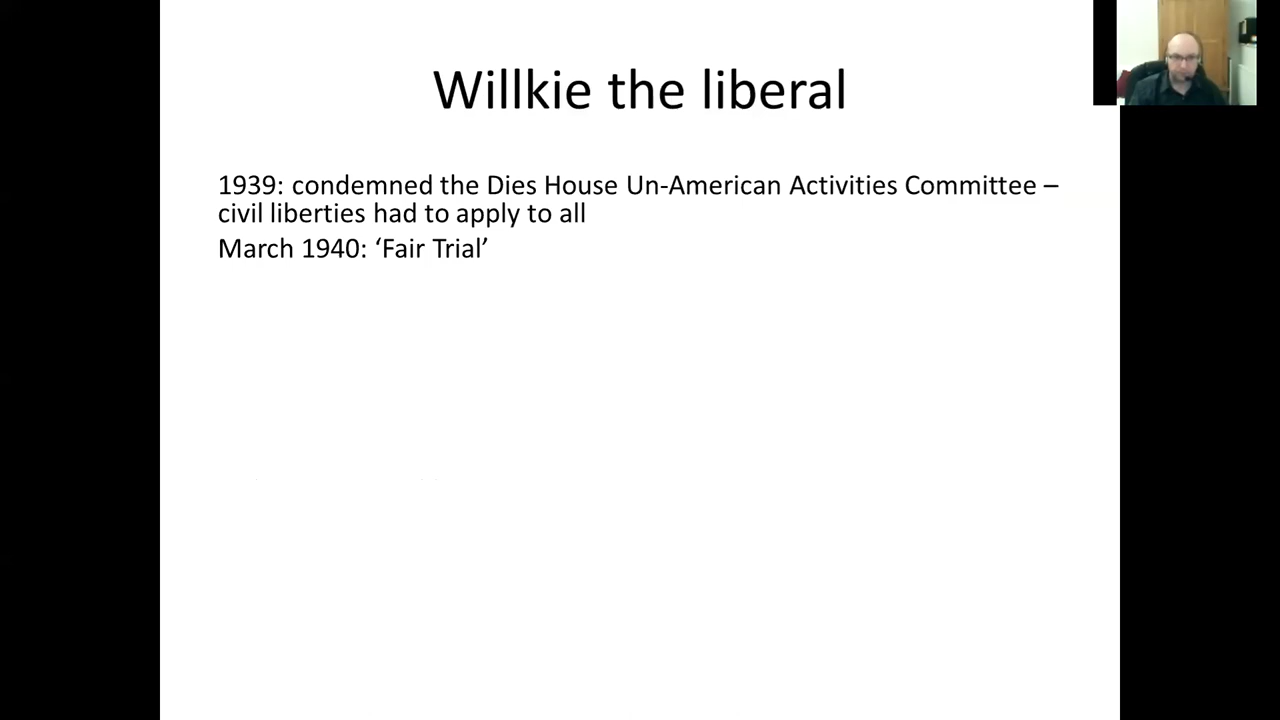 Willkie the liberal
1939: condemned the Dies House Un-American Activities Committee –
civil liberties had to apply to all
March 1940: ‘Fair Trial’